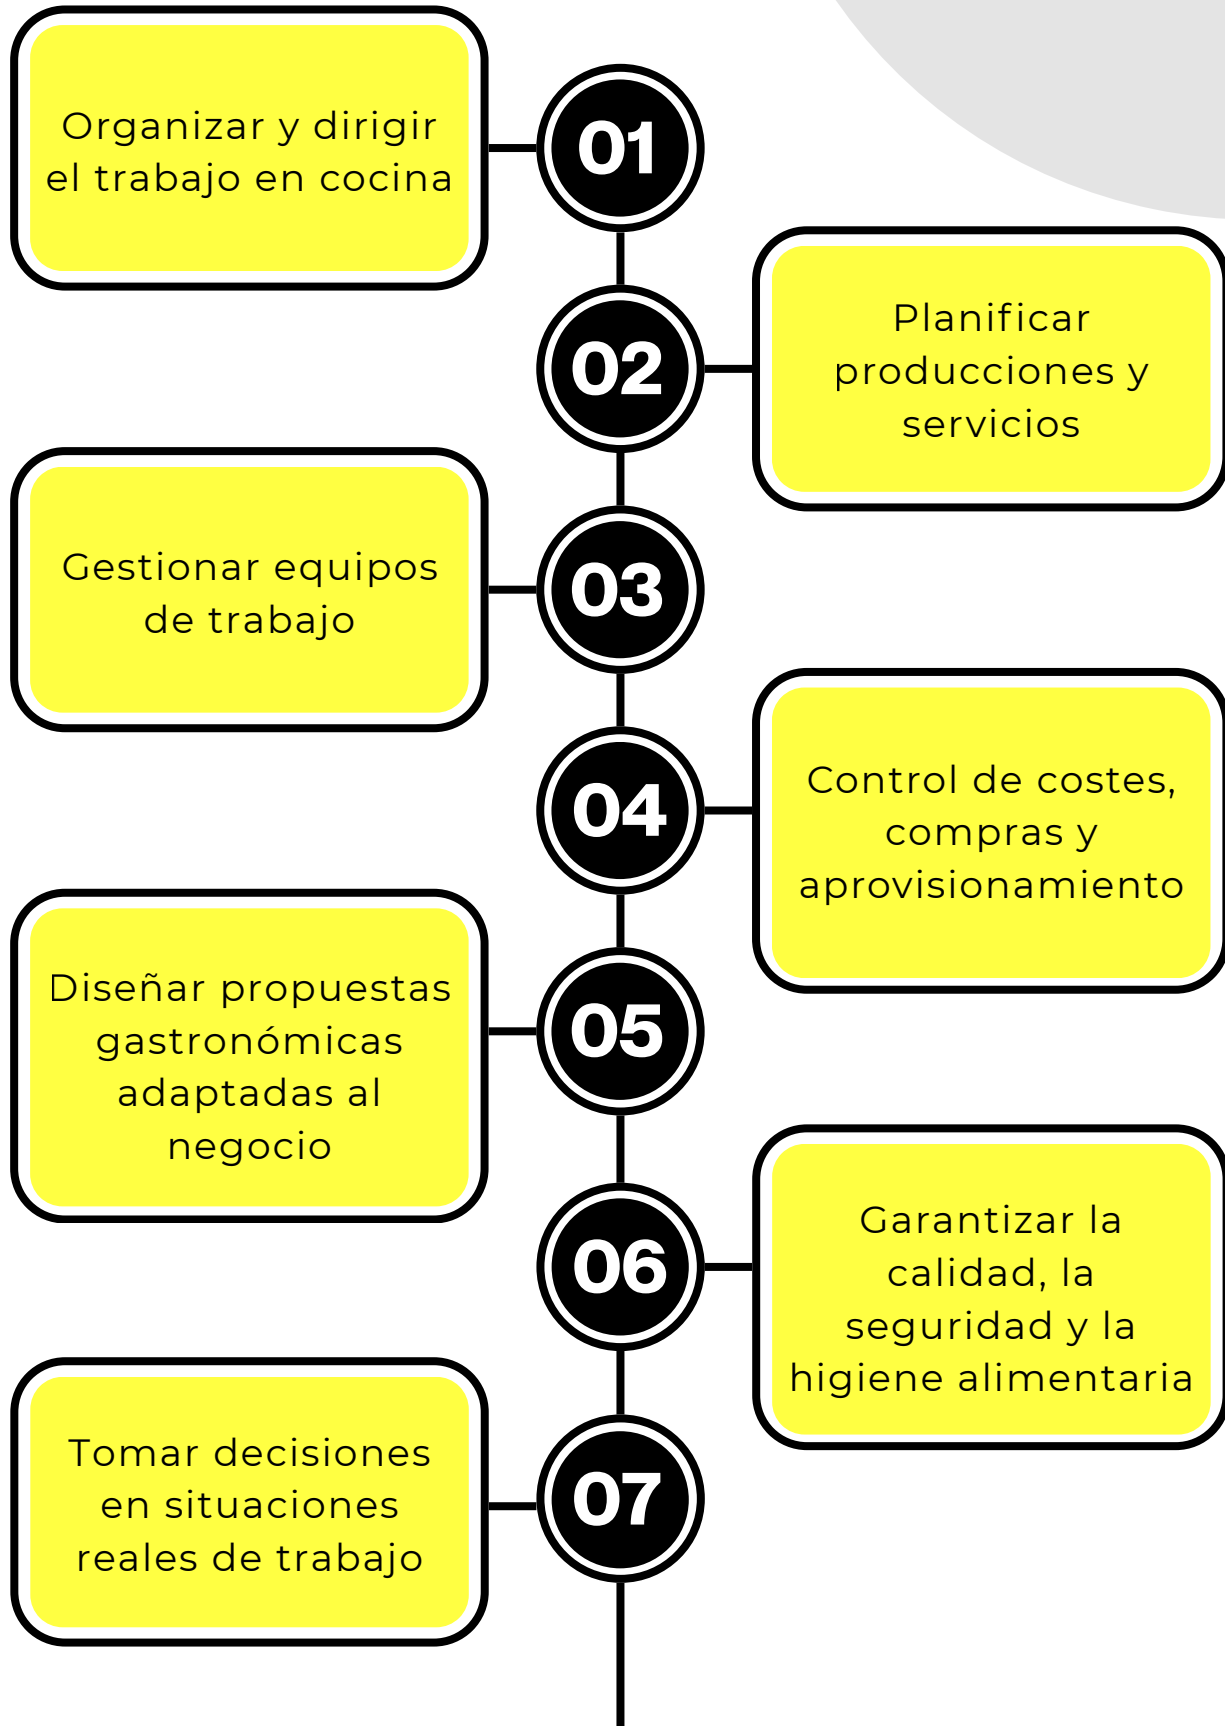 01
Organizar y dirigir
el trabajo en cocina
02
Planificar
producciones y
servicios
03
Gestionar equipos
de trabajo
04
Control de costes,
compras y
aprovisionamiento
05
Diseñar propuestas
gastronómicas
adaptadas al
negocio
06
Garantizar la
calidad, la
seguridad y la
higiene alimentaria
07
Tomar decisiones
en situaciones
reales de trabajo